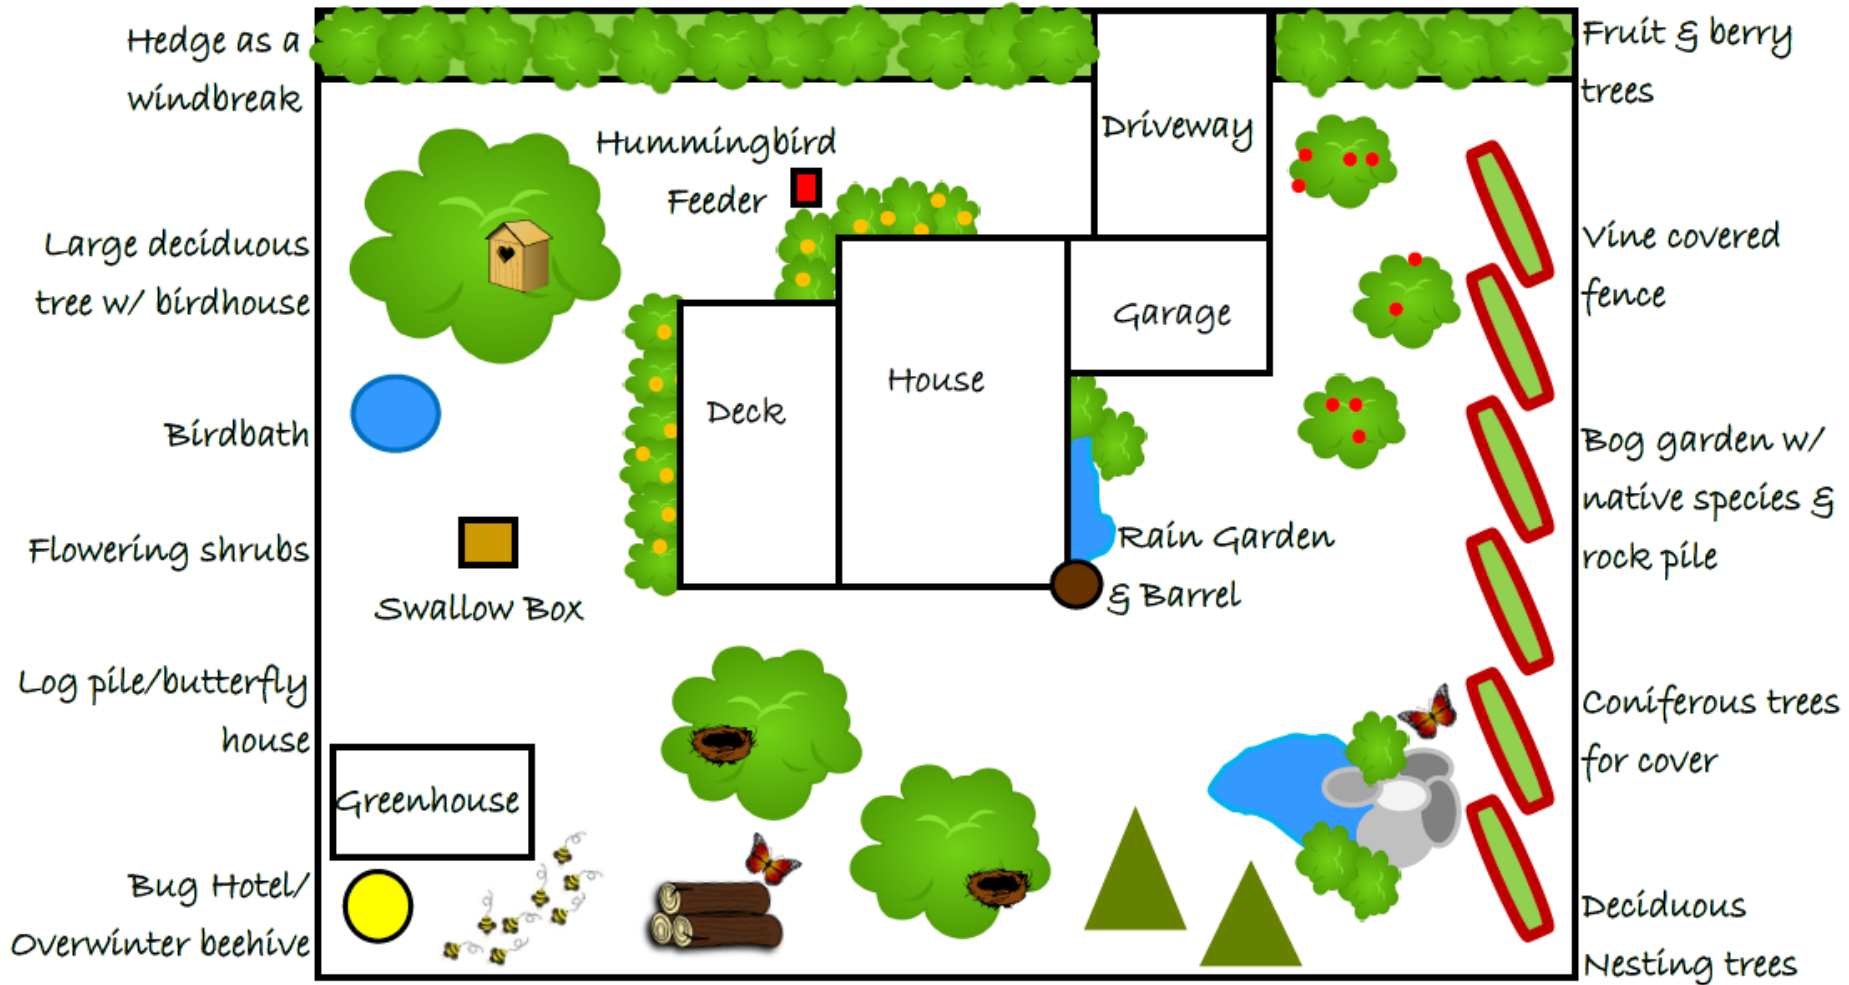 Hedge as a
windbreak
Large deciduous
tree w/ birdhouse
Birdbath
Flowering shrubs
Log pile/butterfly
house
Bug Hotel/
Overwinter beehive
Hummingbird
Feeder
Driveway
Garage
House
Deck
Swallow Box
Rain Garden
& Barrel
Greenhouse
Fruit & berry
trees
Vine covered
fence
Bog garden w/
native species &
rock pile
Coniferous trees
for cover
Deciduous
Nesting trees